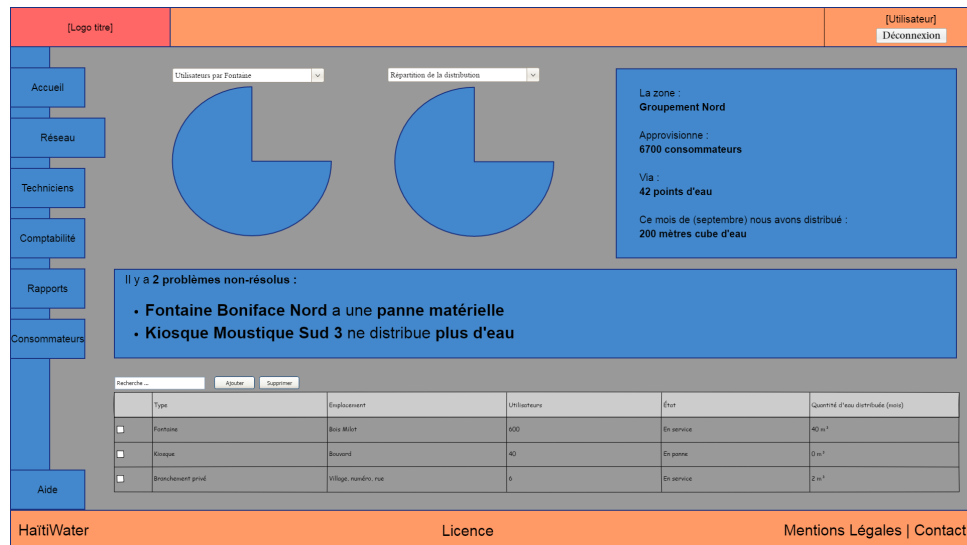 [Logo titre]
[Utilisateur]
Déconnexion
Accueil
Réseau
Techniciens
Comptabilité
Rapports
Consommateurs
Aide
Utilisateurs par Fontaine
Répartition de la distribution
La zone :
Groupement Nord
Approvisionne :
6700 consommateurs
Via :
42 points d'eau
Ce mois de (septembre) nous avons distribué :
200 mètres cube d'eau
Il y a 2 problèmes non-résolus :
• Fontaine Boniface Nord a une panne matérielle
• Kiosque Moustique Sud 3 ne distribue plus d'eau
Recherche ... Ajouter Supprimer
Type Emplacement Utilisateurs État Quantité d'eau distribuée (mois)
Fontaine Bois Milot 600 En service 40 m³
Kiosque Bouvard 40 En panne 0 m³
Branchement privé Village, numéro, rue 6 En service 2 m³
HaïtiWater Licence Mentions Légales | Contact